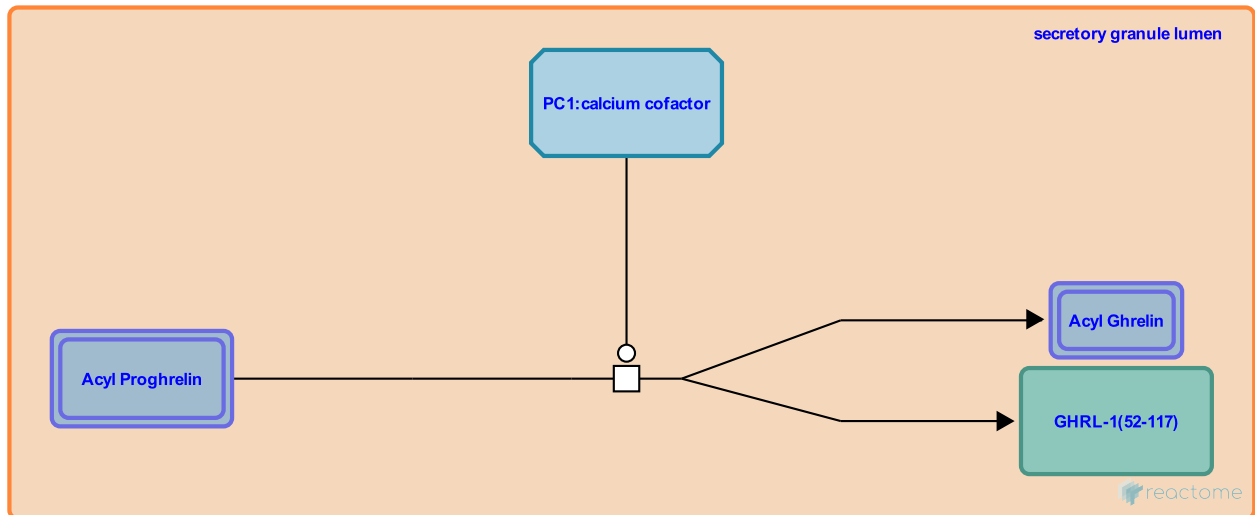 secretory granule lumen
PC1:calcium cofactor
Acyl Proghrelin
Acyl Ghrelin
GHRL-1(52-117)
reactome